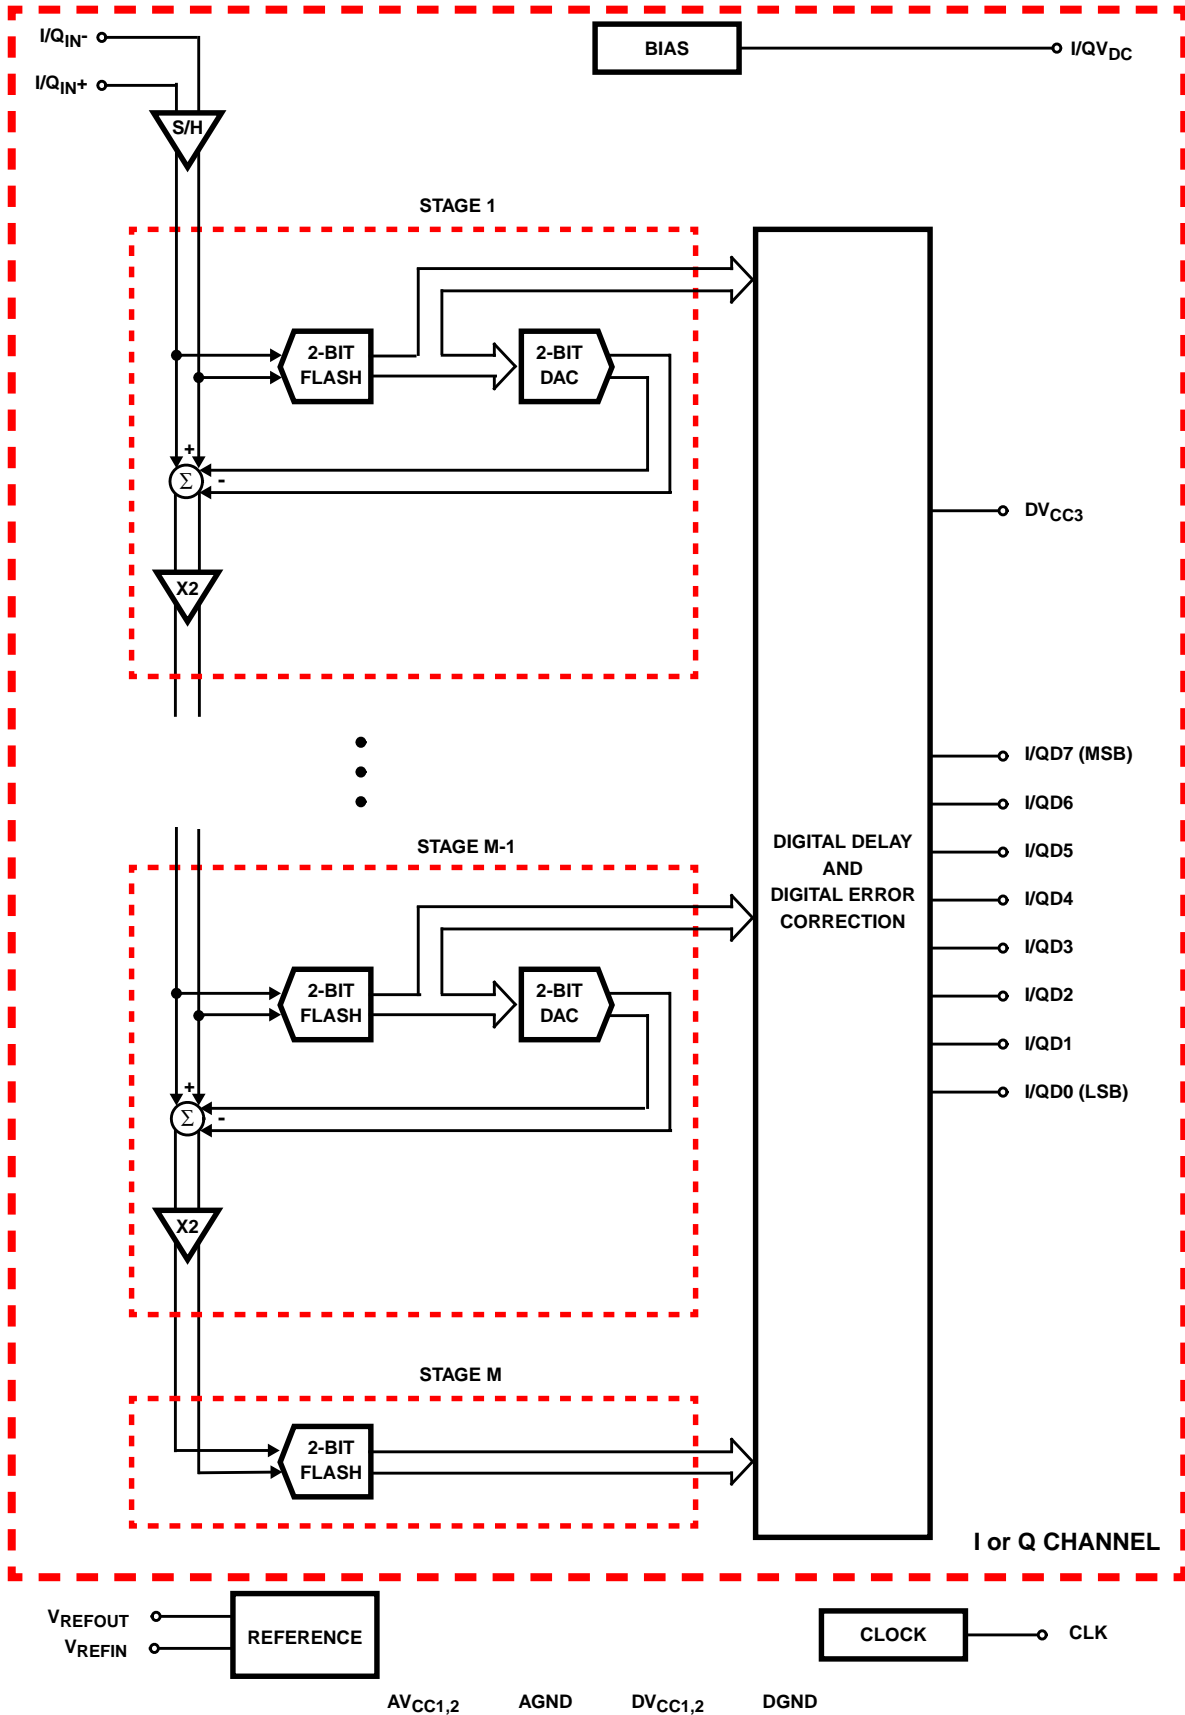 I/QIN-
I/QIN+
BIAS
I/QVDC
S/H
STAGE 1
2-BIT
FLASH
2-BIT
DAC
+
Σ
-
X2
DVCC3
I/QD7 (MSB)
I/QD6
I/QD5
I/QD4
I/QD3
I/QD2
I/QD1
I/QD0 (LSB)
DIGITAL DELAY
AND
DIGITAL ERROR
CORRECTION
STAGE M-1
2-BIT
FLASH
2-BIT
DAC
+
Σ
-
X2
STAGE M
2-BIT
FLASH
I or Q CHANNEL
VREFOUT
VREFIN
REFERENCE
CLOCK
CLK
AVCC1,2 AGND DVCC1,2 DGND